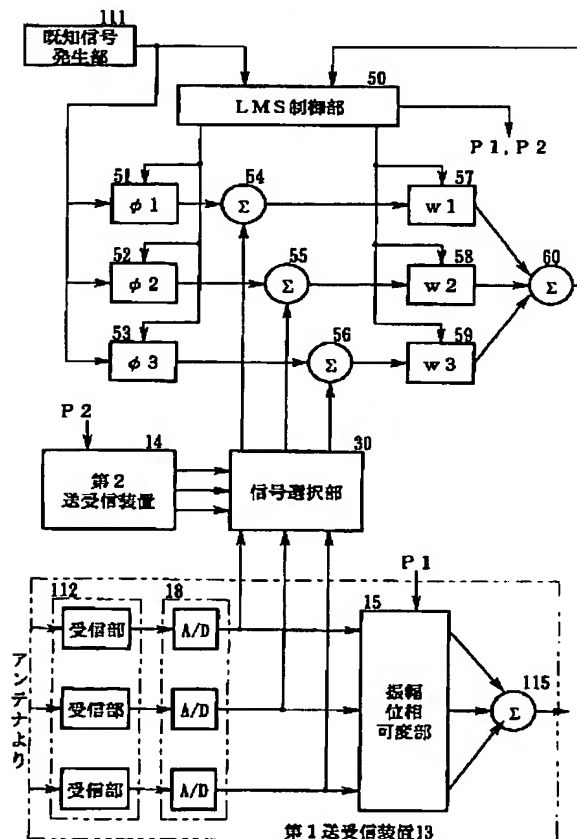 111
既知信号
発生部
50
LMS制御部
P1,P2
51
φ1
54
Σ
57
w1
52
φ2
55
Σ
58
w2
60
Σ
53
φ3
56
Σ
59
w3
P2
14
第2
送受信装置
30
信号選択部
P1
112
18
15
アンテナより
受信部
A/D
受信部
A/D
受信部
A/D
振幅
位相
可変部
115
Σ
第1送受信装置13